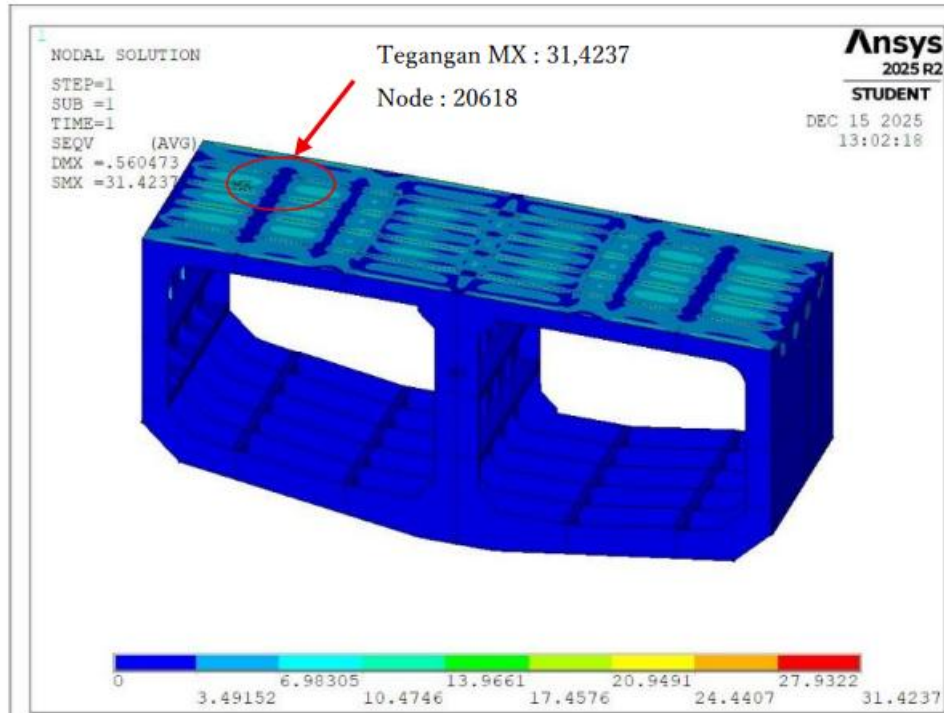 1
NODAL SOLUTION
STEP=1
SUB =1
TIME=1
SEQV (AVG)
DMX =.560473
SMX =31.4237
Tegangan MX : 31,4237
Node : 20618
Ansys
2025 R2
STUDENT
DEC 15 2025
13:02:18
MX
0 6.98305 13.9661 20.9491 27.9322
3.49152 10.4746 17.4576 24.4407 31.4237